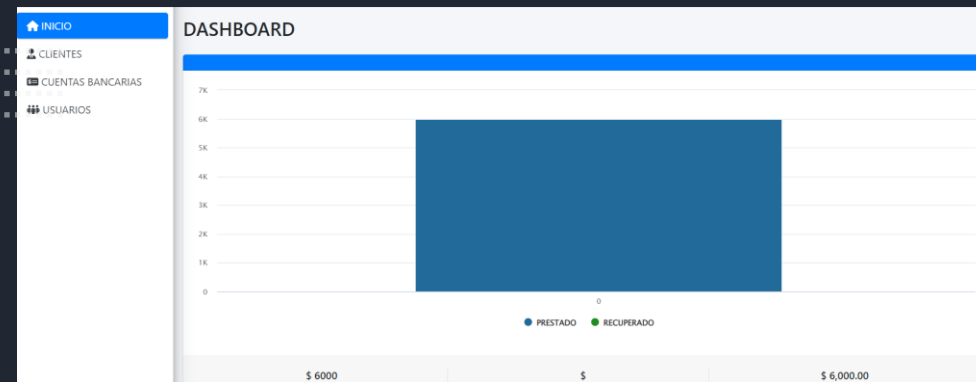 INICIO
CLIENTES
CUENTAS BANCARIAS
USUARIOS
DASHBOARD
7K
6K
5K
4K
3K
2K
1K
0
0
PRESTADO RECUPERADO
$ 6000 $ $ 6,000.00